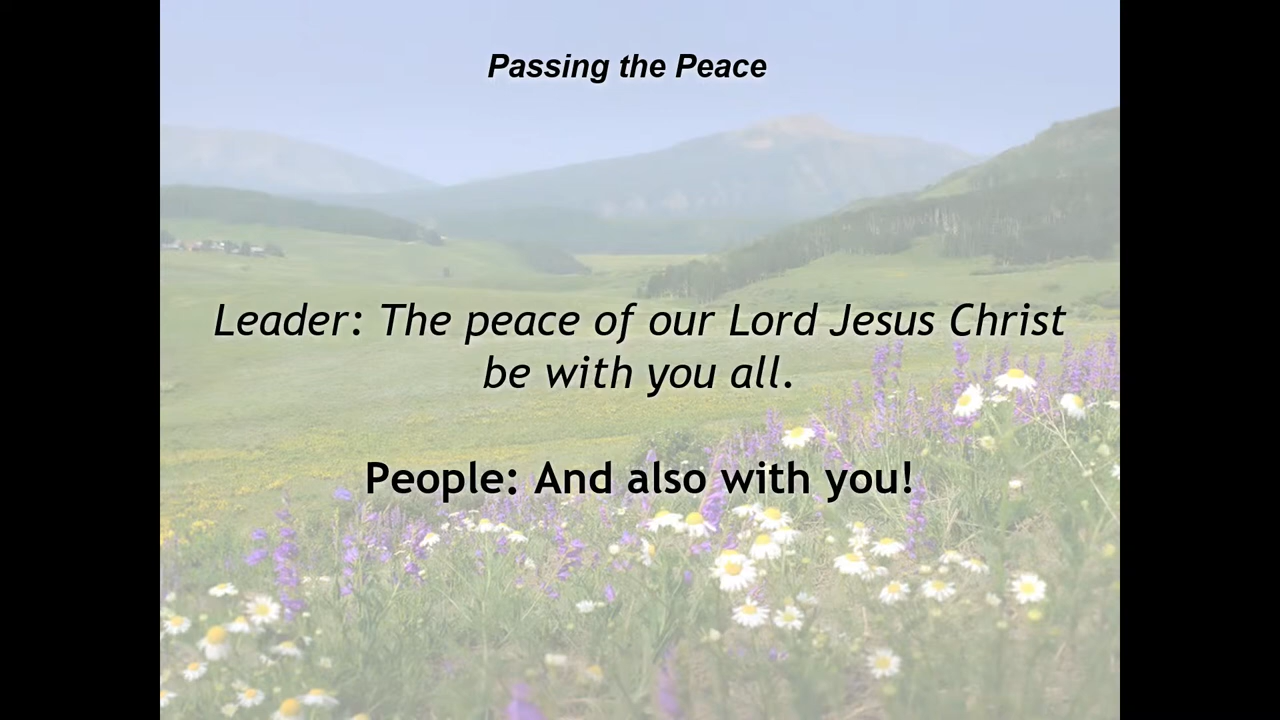 Passing the Peace
Leader: The peace of our Lord Jesus Christ
be with you all.
People: And also with you!